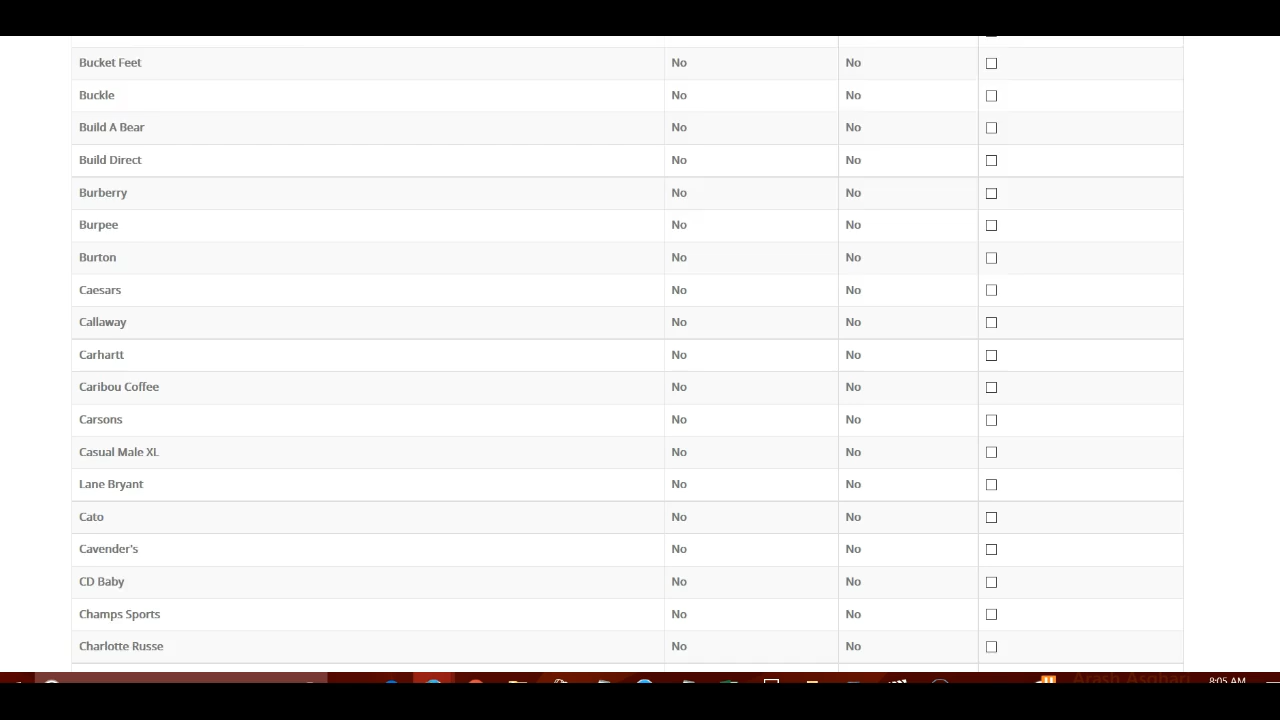 Bucket Feet No No
Buckle No No
Build A Bear No No
Build Direct No No
Burberry No No
Burpee No No
Burton No No
Caesars No No
Callaway No No
Carhartt No No
Caribou Coffee No No
Carsons No No
Casual Male XL No No
Lane Bryant No No
Cato No No
Cavender's No No
CD Baby No No
Champs Sports No No
Charlotte Russe No No
Arash Asghari
8:05 AM